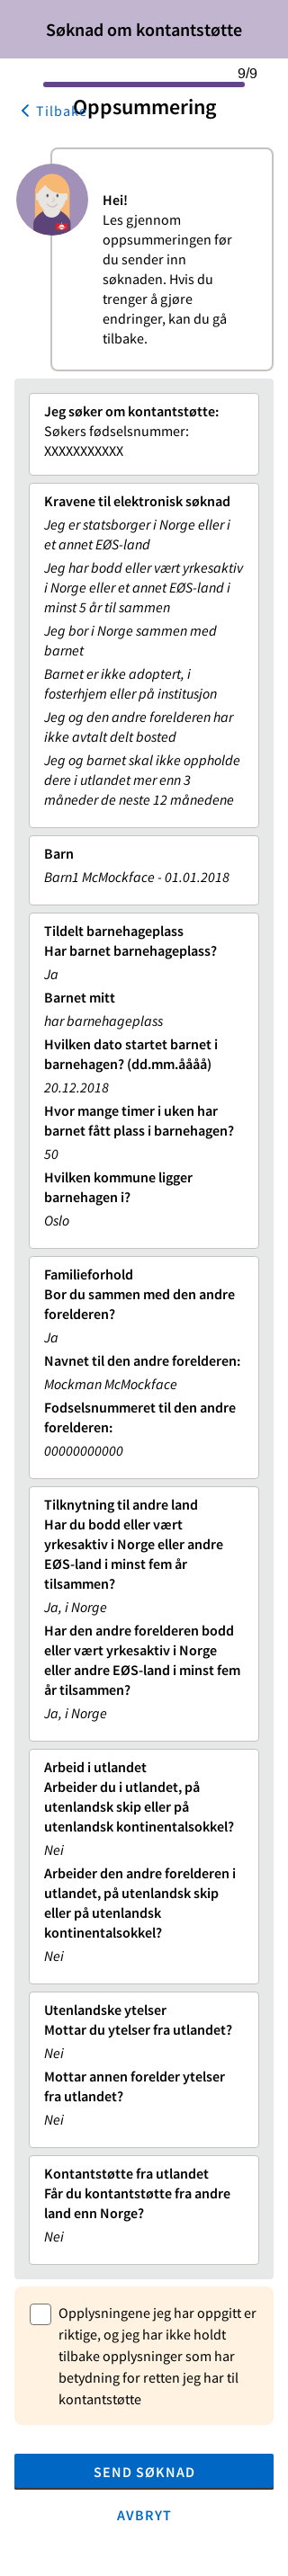 Søknad om kontantstøtte
9/9
Tilbake
Oppsummering
Hei!
Les gjennom
oppsummeringen før
du sender inn
søknaden. Hvis du
trenger å gjøre
endringer, kan du gå
tilbake.
Jeg søker om kontantstøtte:
Søkers fødselsnummer:
XXXXXXXXXXX
Kravene til elektronisk søknad
Jeg er statsborger i Norge eller i
et annet EØS-land
Jeg har bodd eller vært yrkesaktiv
i Norge eller et annet EØS-land i
minst 5 år til sammen
Jeg bor i Norge sammen med
barnet
Barnet er ikke adoptert, i
fosterhjem eller på institusjon
Jeg og den andre forelderen har
ikke avtalt delt bosted
Jeg og barnet skal ikke oppholde
dere i utlandet mer enn 3
måneder de neste 12 månedene
Barn
Barn1 McMockface - 01.01.2018
Tildelt barnehageplass
Har barnet barnehageplass?
Ja
Barnet mitt
har barnehageplass
Hvilken dato startet barnet i
barnehagen? (dd.mm.åååå)
20.12.2018
Hvor mange timer i uken har
barnet fått plass i barnehagen?
50
Hvilken kommune ligger
barnehagen i?
Oslo
Familieforhold
Bor du sammen med den andre
forelderen?
Ja
Navnet til den andre forelderen:
Mockman McMockface
Fodselsnummeret til den andre
forelderen:
00000000000
Tilknytning til andre land
Har du bodd eller vært
yrkesaktiv i Norge eller andre
EØS-land i minst fem år
tilsammen?
Ja, i Norge
Har den andre forelderen bodd
eller vært yrkesaktiv i Norge
eller andre EØS-land i minst fem
år tilsammen?
Ja, i Norge
Arbeid i utlandet
Arbeider du i utlandet, på
utenlandsk skip eller på
utenlandsk kontinentalsokkel?
Nei
Arbeider den andre forelderen i
utlandet, på utenlandsk skip
eller på utenlandsk
kontinentalsokkel?
Nei
Utenlandske ytelser
Mottar du ytelser fra utlandet?
Nei
Mottar annen forelder ytelser
fra utlandet?
Nei
Kontantstøtte fra utlandet
Får du kontantstøtte fra andre
land enn Norge?
Nei
Opplysningene jeg har oppgitt er
riktige, og jeg har ikke holdt
tilbake opplysninger som har
betydning for retten jeg har til
kontantstøtte
SEND SØKNAD
AVBRYT